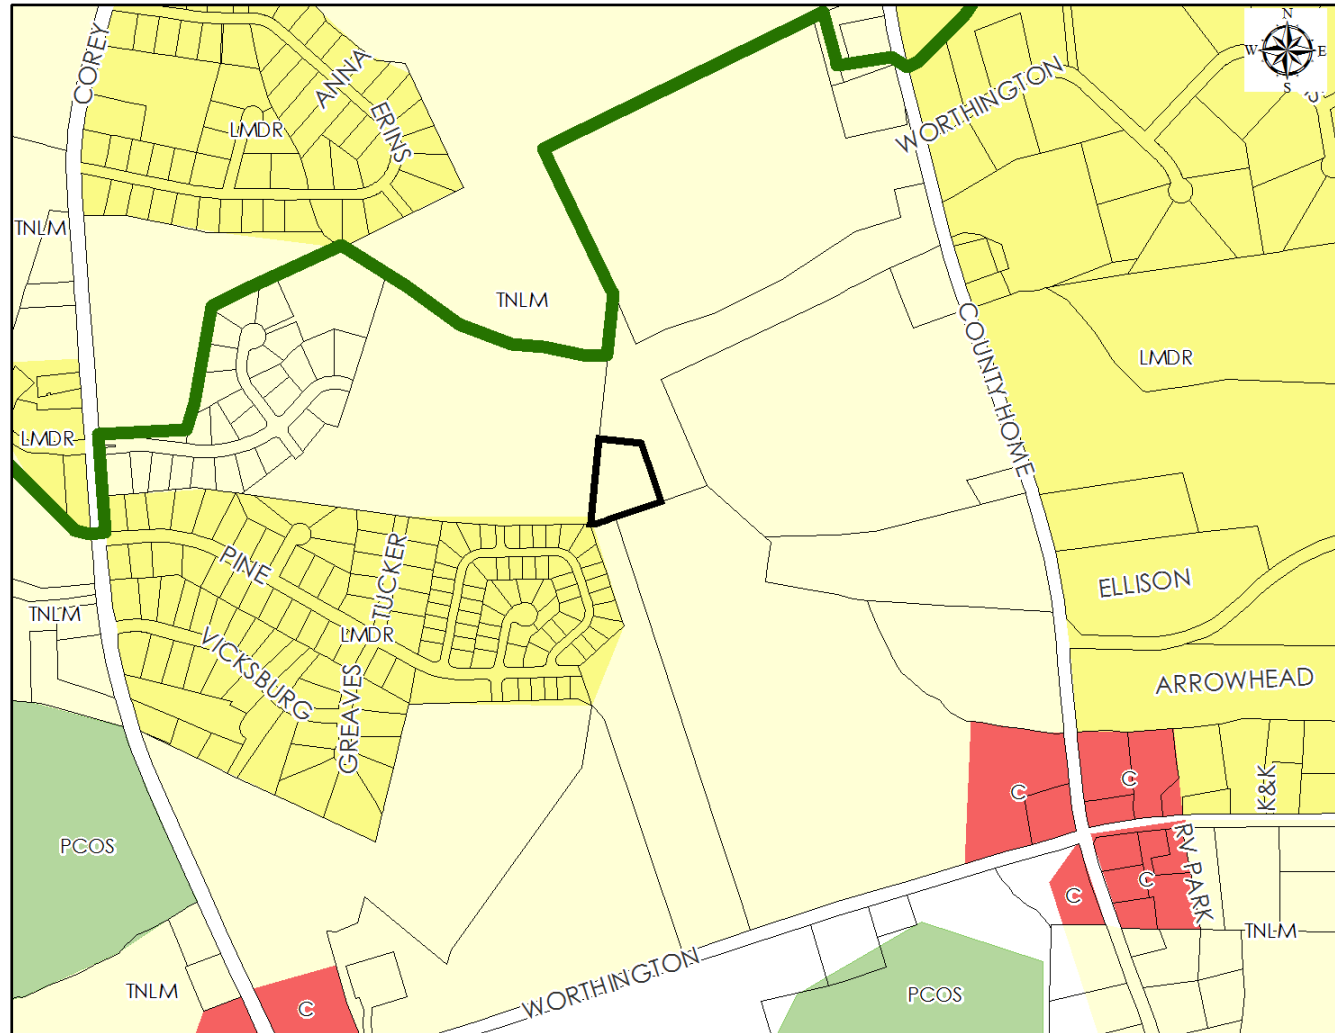 N
W E
S
COREY
ANNA
ERINS
LMDR
WORTHINGTON
TNLM
TNLM
COUNTY HOME
LMDR
LMDR
PINE
TUCKER
ELLISON
TNLM
LMDR
VICKSBURG
GREAVES
ARROWHEAD
C
C
K&K
PCOS
RV PARK
C
C
TNLM
WORTHINGTON
TNLM
PCOS
C